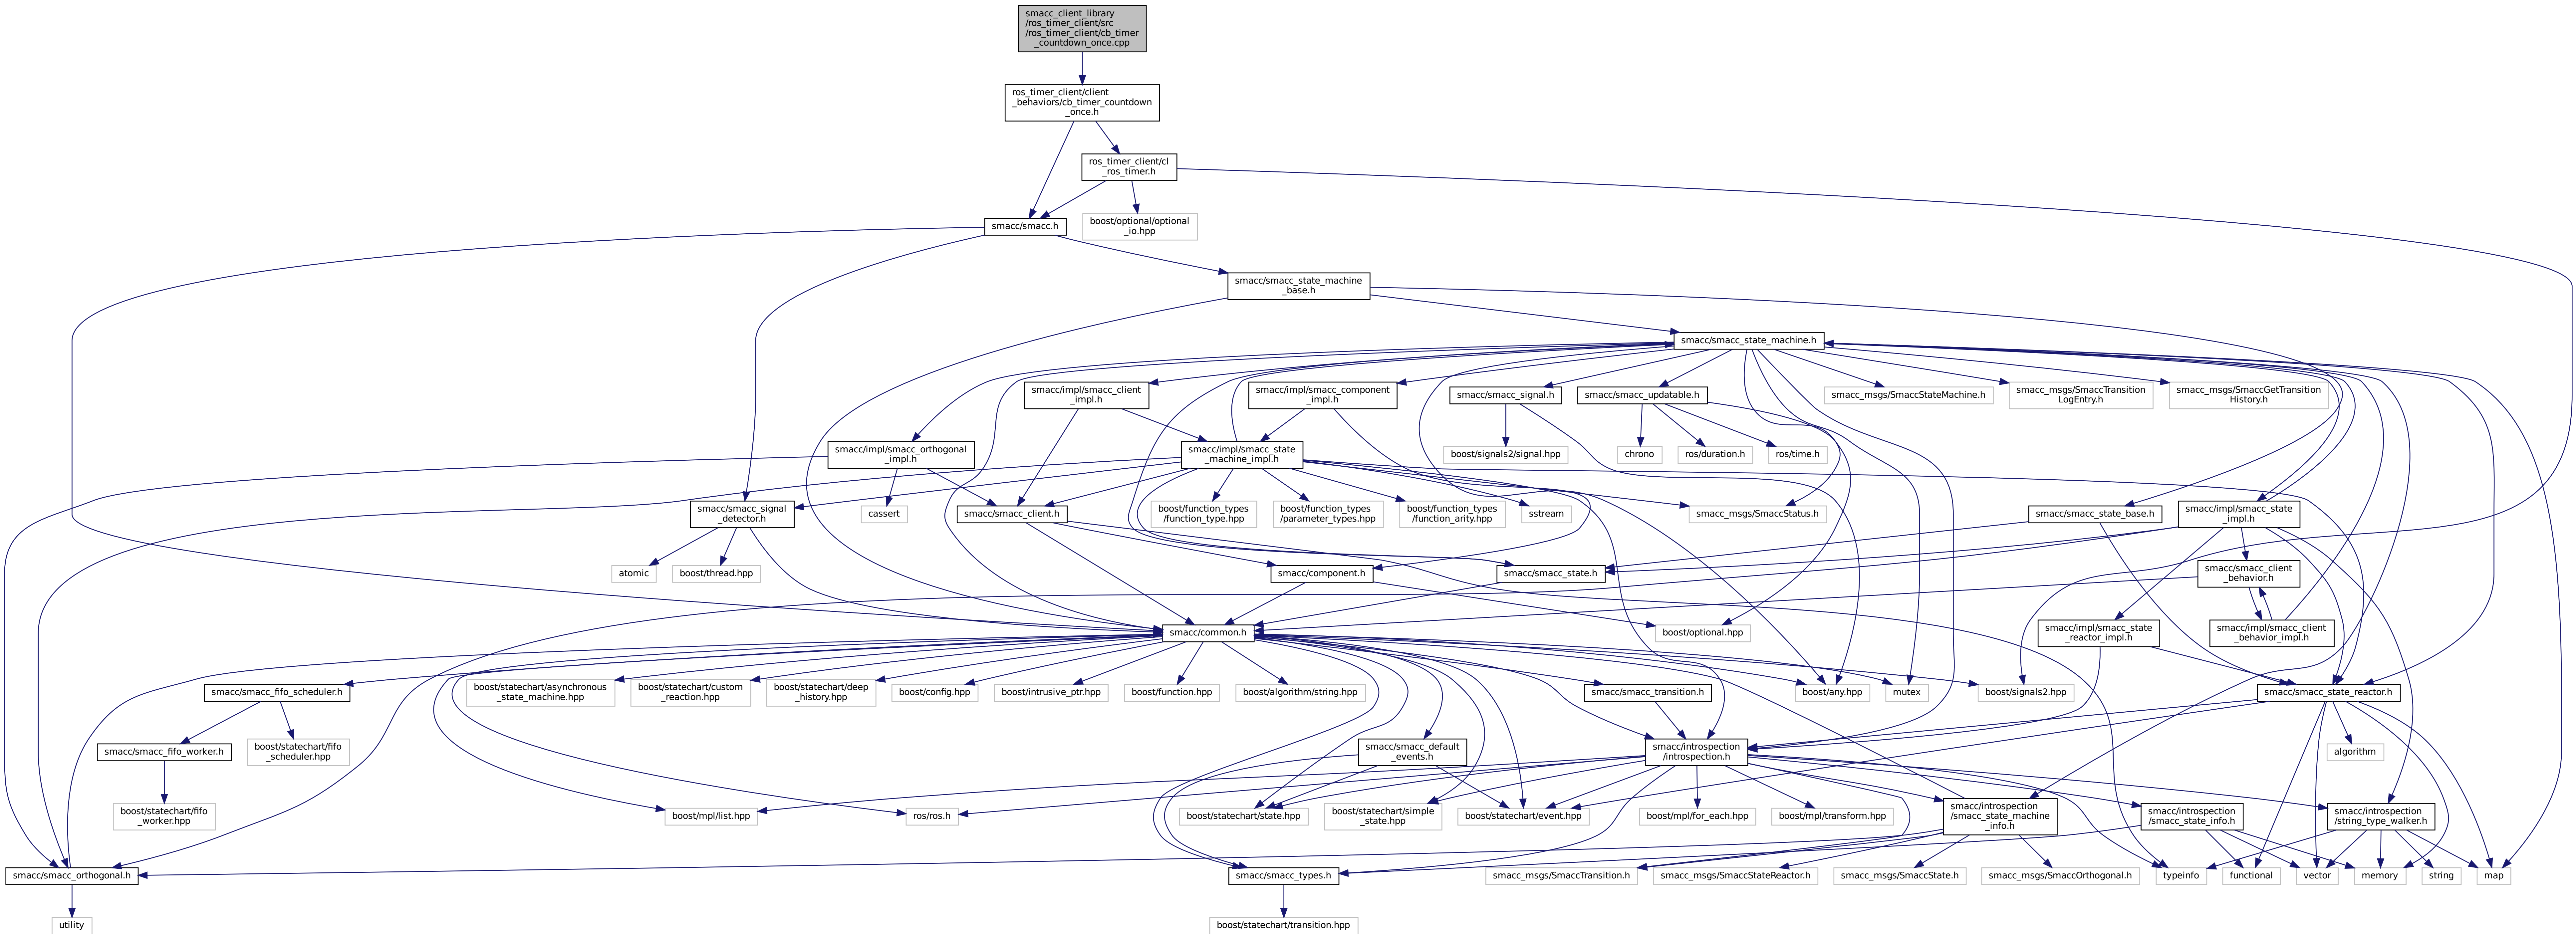 smacc_client_library
/ros_timer_client/src
/ros_timer_client/cb_timer
_countdown_once.cpp
ros_timer_client/client
_behaviors/cb_timer_countdown
_once.h
ros_timer_client/cl
_ros_timer.h
smacc/smacc.h
boost/optional/optional
_io.hpp
smacc/smacc_state_machine
_base.h
smacc/smacc_state_machine.h
smacc/impl/smacc_client
_impl.h
smacc/impl/smacc_component
_impl.h
smacc/smacc_signal.h
smacc/smacc_updatable.h
smacc_msgs/SmaccStateMachine.h
smacc_msgs/SmaccTransition
LogEntry.h
smacc_msgs/SmaccGetTransition
History.h
smacc/impl/smacc_orthogonal
_impl.h
smacc/impl/smacc_state
_machine_impl.h
boost/signals2/signal.hpp
chrono
ros/duration.h
ros/time.h
smacc/smacc_signal
_detector.h
cassert
smacc/smacc_client.h
boost/function_types
/function_type.hpp
boost/function_types
/parameter_types.hpp
boost/function_types
/function_arity.hpp
sstream
smacc_msgs/SmaccStatus.h
smacc/smacc_state_base.h
smacc/impl/smacc_state
_impl.h
atomic
boost/thread.hpp
smacc/component.h
smacc/smacc_state.h
smacc/smacc_client
_behavior.h
smacc/common.h
boost/optional.hpp
smacc/impl/smacc_state
_reactor_impl.h
smacc/impl/smacc_client
_behavior_impl.h
smacc/smacc_fifo_scheduler.h
boost/statechart/asynchronous
_state_machine.hpp
boost/statechart/custom
_reaction.hpp
boost/statechart/deep
_history.hpp
boost/config.hpp
boost/intrusive_ptr.hpp
boost/function.hpp
boost/algorithm/string.hpp
smacc/smacc_transition.h
boost/any.hpp
mutex
boost/signals2.hpp
smacc/smacc_state_reactor.h
smacc/smacc_fifo_worker.h
boost/statechart/fifo
_scheduler.hpp
smacc/smacc_default
_events.h
smacc/introspection
/introspection.h
algorithm
boost/statechart/fifo
_worker.hpp
boost/mpl/list.hpp
ros/ros.h
boost/statechart/state.hpp
boost/statechart/simple
_state.hpp
boost/statechart/event.hpp
boost/mpl/for_each.hpp
boost/mpl/transform.hpp
smacc/introspection
/smacc_state_machine
_info.h
smacc/introspection
/smacc_state_info.h
smacc/introspection
/string_type_walker.h
smacc/smacc_orthogonal.h
smacc/smacc_types.h
smacc_msgs/SmaccTransition.h
smacc_msgs/SmaccStateReactor.h
smacc_msgs/SmaccState.h
smacc_msgs/SmaccOrthogonal.h
typeinfo
functional
vector
memory
string
map
utility
boost/statechart/transition.hpp